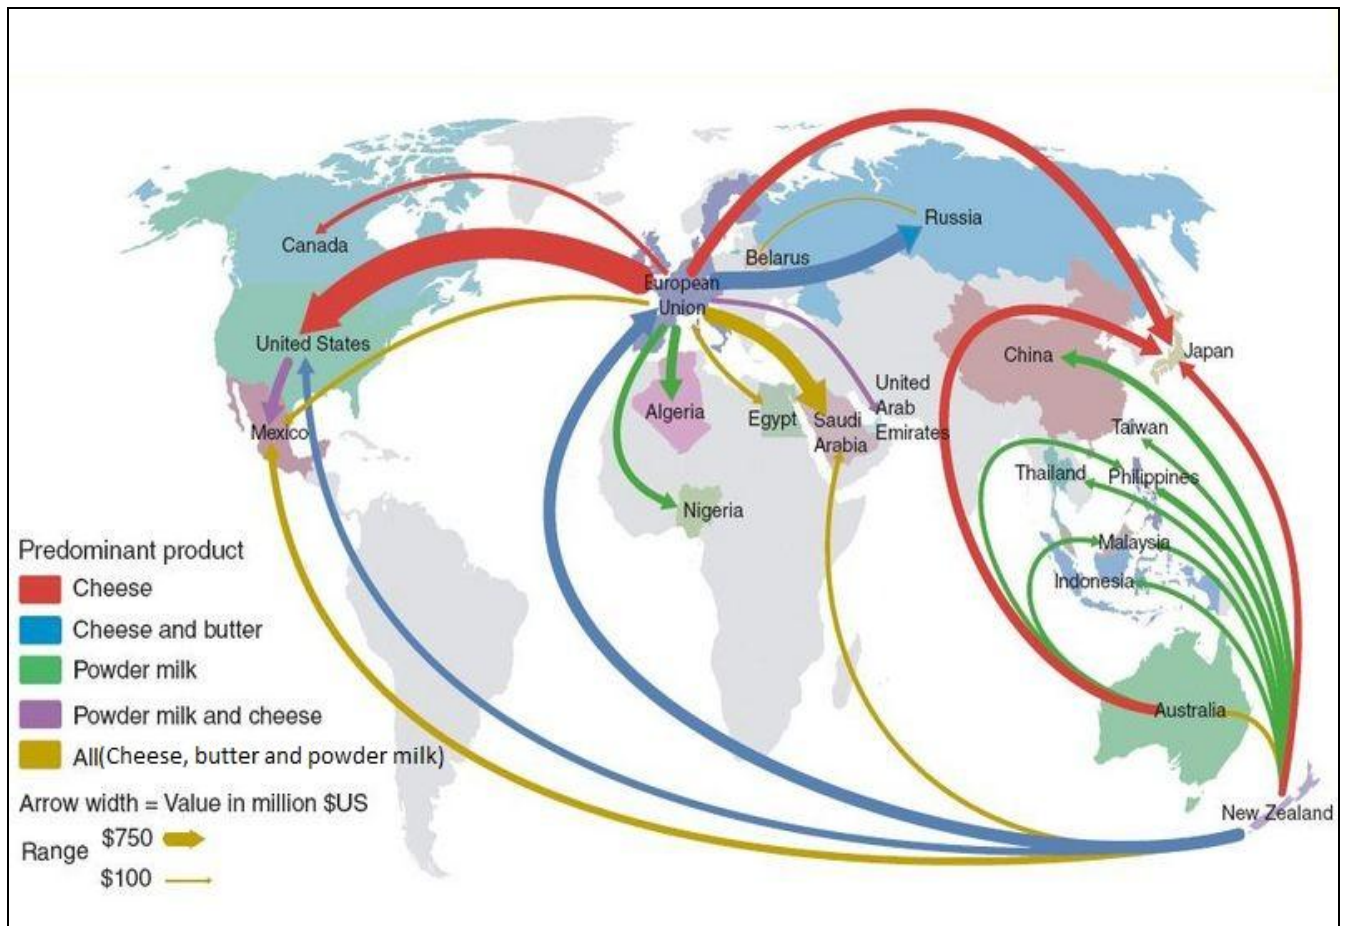 Canada
United States
Mexico
European
Union
Belarus
Russia
Algeria
Nigeria
Egypt
Saudi
Arabia
United
Arab
Emirates
China
Japan
Taiwan
Thailand
Philippines
Malaysia
Indonesia
Australia
New Zealand
Predominant product
Cheese
Cheese and butter
Powder milk
Powder milk and cheese
All(Cheese, butter and powder milk)
Arrow width = Value in million $US
Range
$750
$100